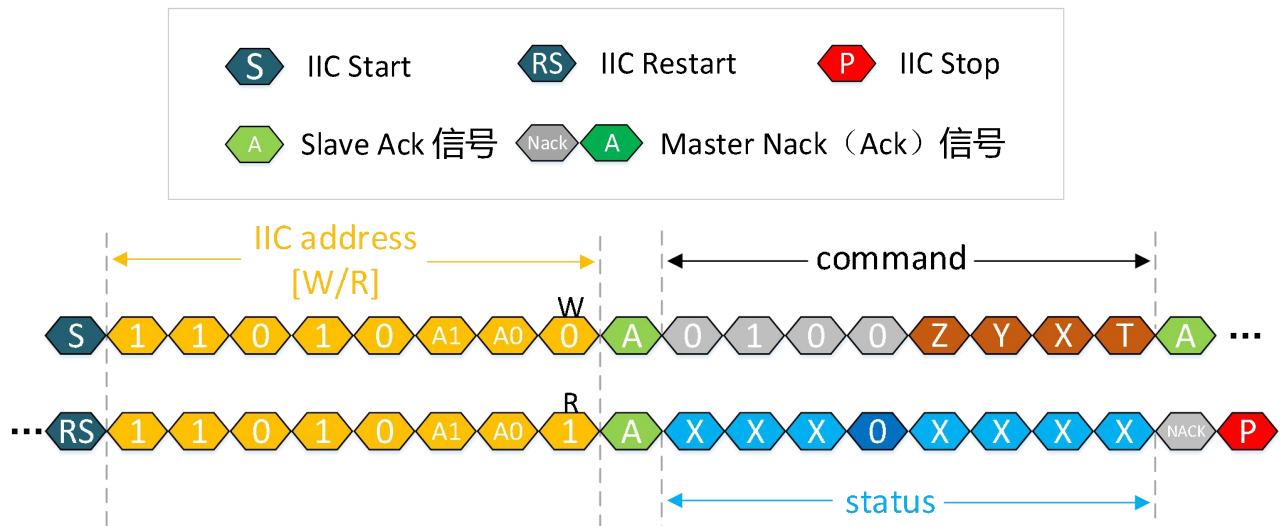 S IIC Start RS IIC Restart P IIC Stop
A Slave Ack 信号 Nack A Master Nack（Ack）信号
IIC address
[W/R]
command
W
S 1 1 0 1 0 A1 A0 0 A 0 1 0 0 Z Y X T A ...
R
... RS 1 1 0 1 0 A1 A0 1 A X X X 0 X X X X NACK P
status